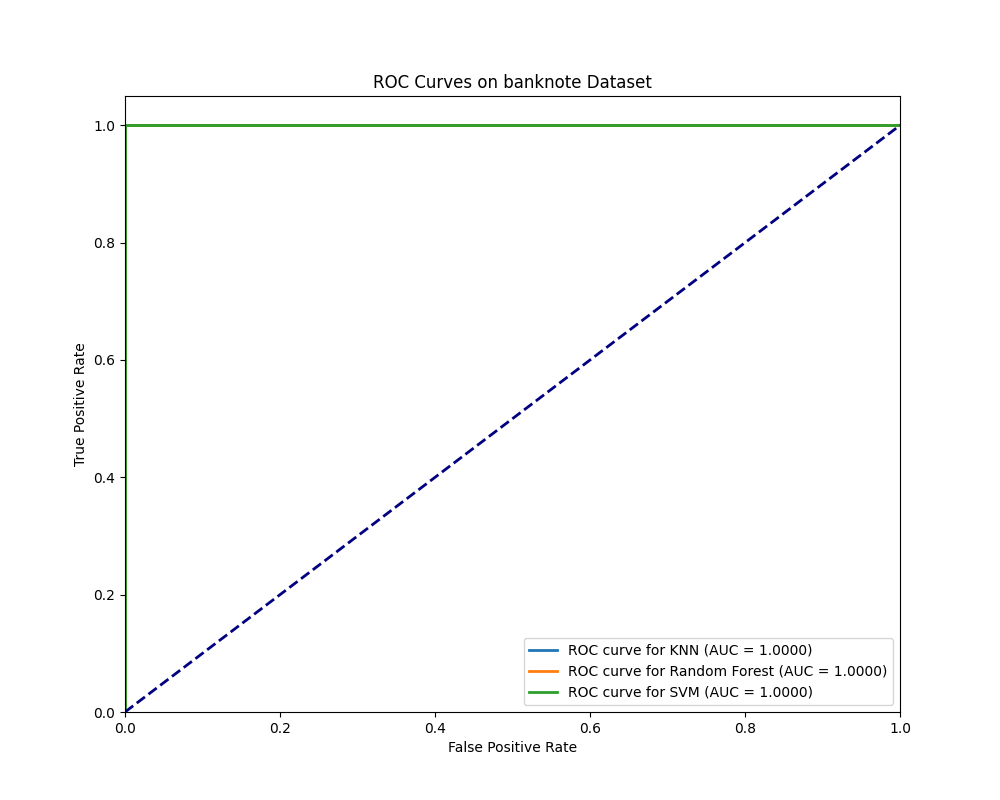 ROC Curves on banknote Dataset
1.0
0.8
0.6
0.4
0.2
0.0
True Positive Rate
0.0 0.2 0.4 0.6 0.8 1.0
False Positive Rate
ROC curve for KNN (AUC = 1.0000)
ROC curve for Random Forest (AUC = 1.0000)
ROC curve for SVM (AUC = 1.0000)